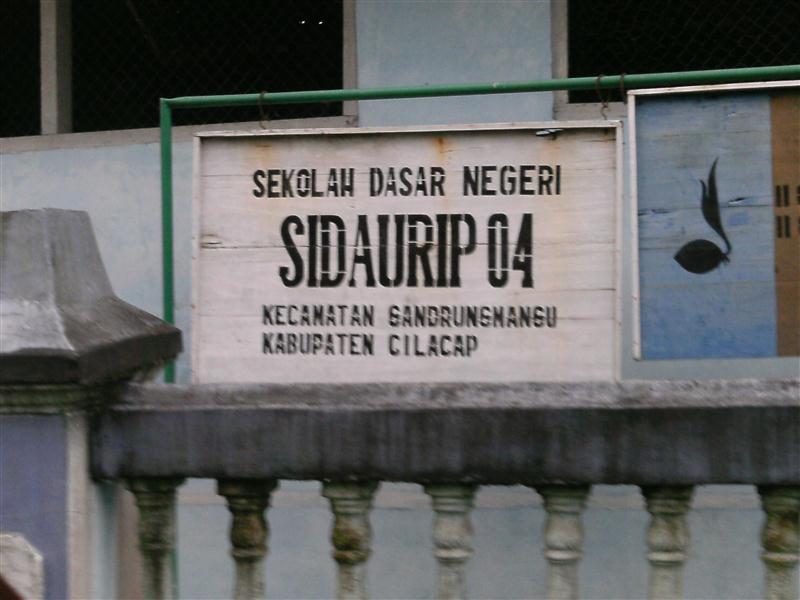 SEKOLAH DASAR NEGERI
SIDAURIP 04
KECAMATAN GANDRUNGMANGU
KABUPATEN CILACAP